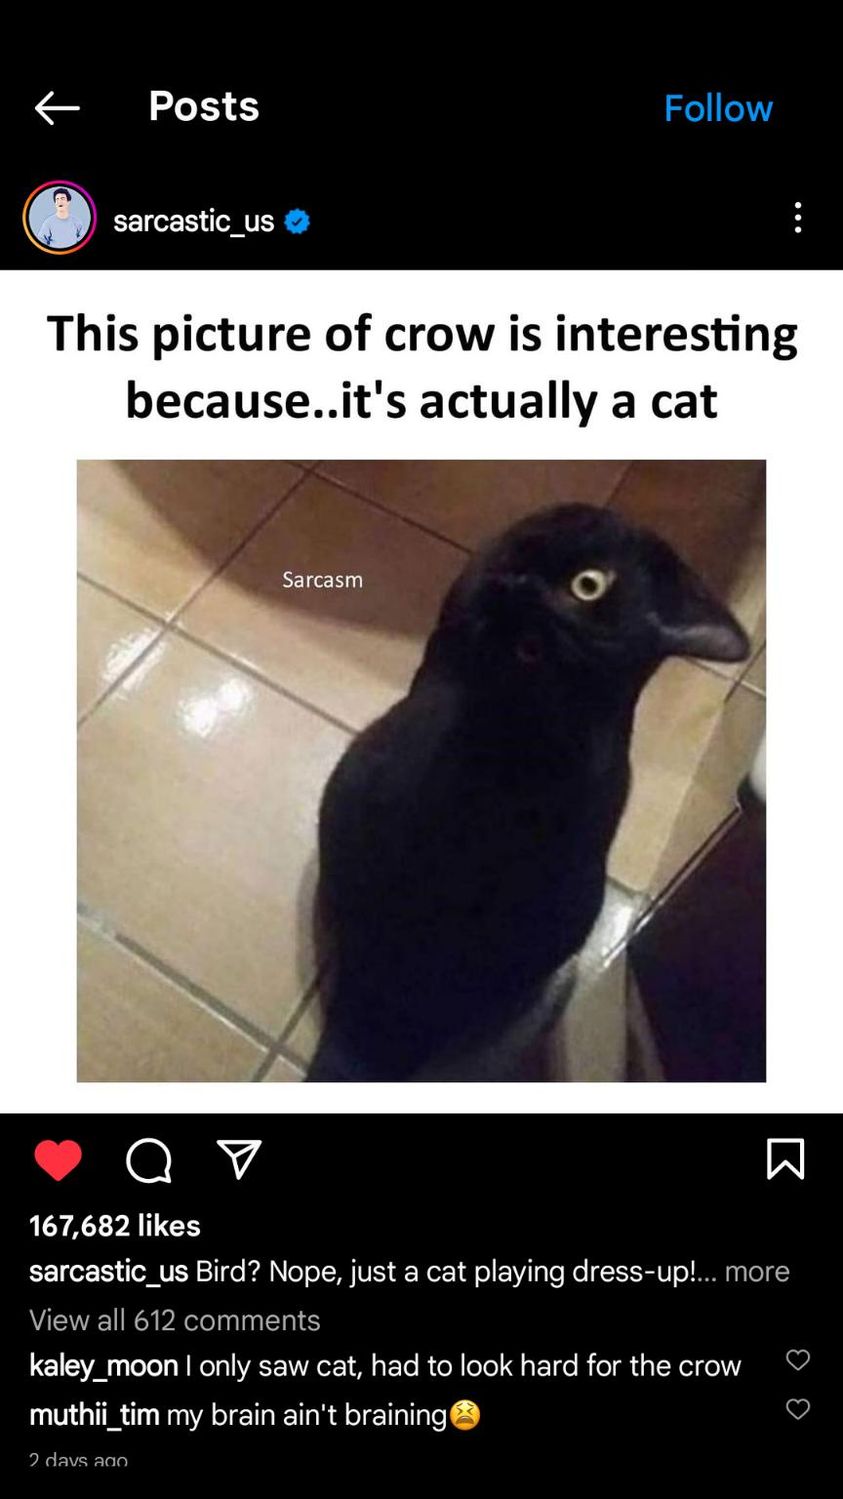 Posts
Follow
sarcastic_us
This picture of crow is interesting
because..it's actually a cat
Sarcasm
167,682 likes
sarcastic_us Bird? Nope, just a cat playing dress-up!... more
View all 612 comments
kaley_moon I only saw cat, had to look hard for the crow
muthii_tim my brain ain't braining😫
2 days ago